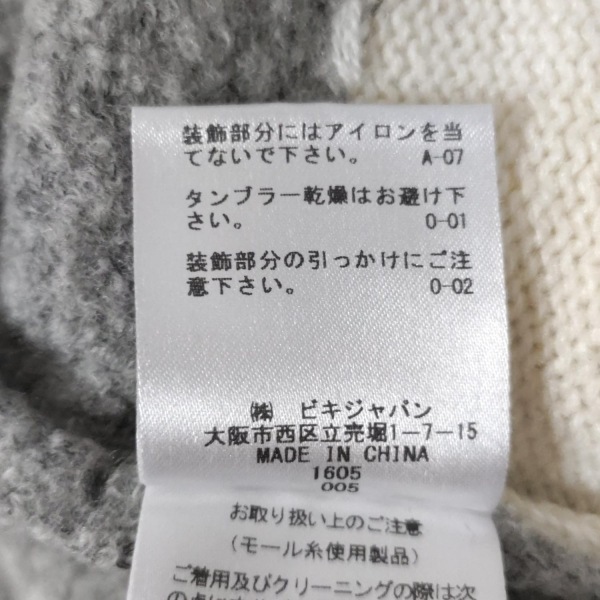 装飾部分にはアイロンを当
てないで下さい。 A-07
タンブラー乾燥はお避け下
さい。 0-01
装飾部分の引っかけにご注
意下さい。 0-02
㈱ ビキジャパン
大阪市西区立売堀1-7-15
MADE IN CHINA
1605
005
お取り扱い上のご注意
(モール糸使用製品)
ご着用及びクリーニングの際は次